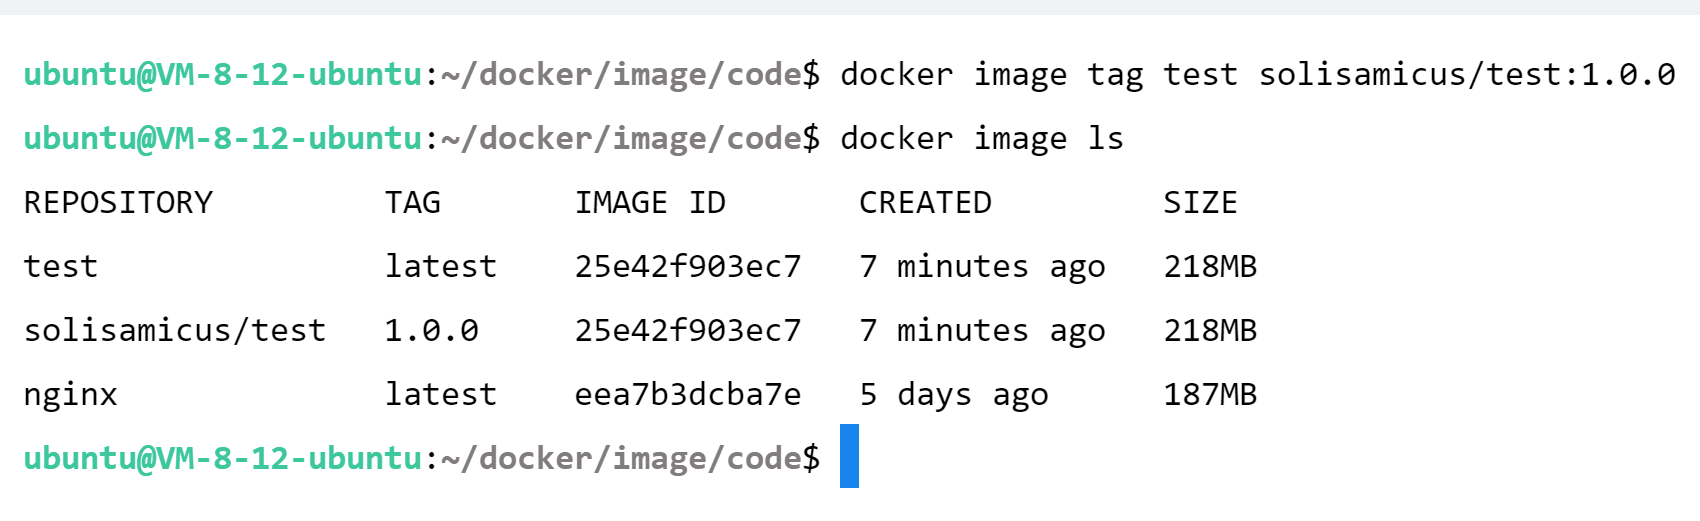 ubuntu@VM-8-12-ubuntu:~/docker/image/code$ docker image tag test solisamicus/test:1.0.0
ubuntu@VM-8-12-ubuntu:~/docker/image/code$ docker image ls
REPOSITORY         TAG       IMAGE ID       CREATED         SIZE
test               latest    25e42f903ec7   7 minutes ago   218MB
solisamicus/test   1.0.0     25e42f903ec7   7 minutes ago   218MB
nginx              latest    eea7b3dcba7e   5 days ago      187MB
ubuntu@VM-8-12-ubuntu:~/docker/image/code$